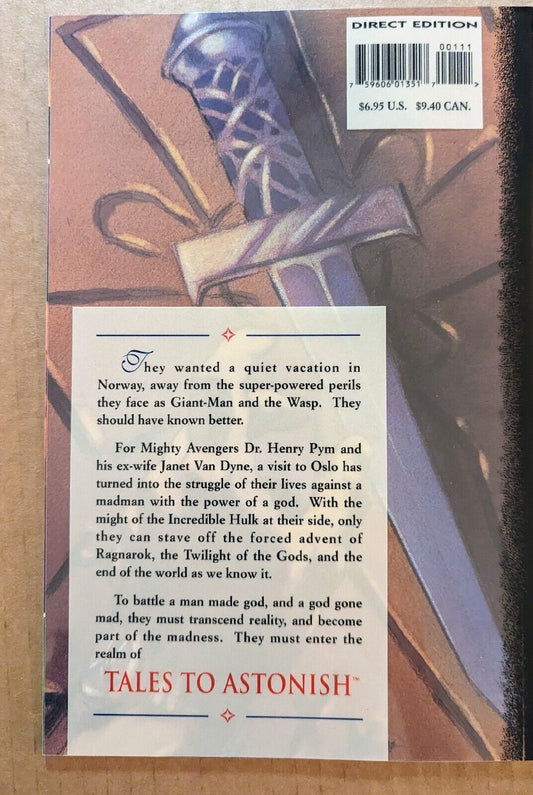 DIRECT EDITION
00111
7 59606 01351 7
$6.95 U.S. $9.40 CAN.
They wanted a quiet vacation in
Norway, away from the super-powered perils
they face as Giant-Man and the Wasp. They
should have known better.
For Mighty Avengers Dr. Henry Pym and
his ex-wife Janet Van Dyne, a visit to Oslo has
turned into the struggle of their lives against a
madman with the power of a god. With the
might of the Incredible Hulk at their side, only
they can stave off the forced advent of
Ragnarok, the Twilight of the Gods, and the
end of the world as we know it.
To battle a man made god, and a god gone
mad, they must transcend reality, and become
part of the madness. They must enter the
realm of
TALES TO ASTONISH™